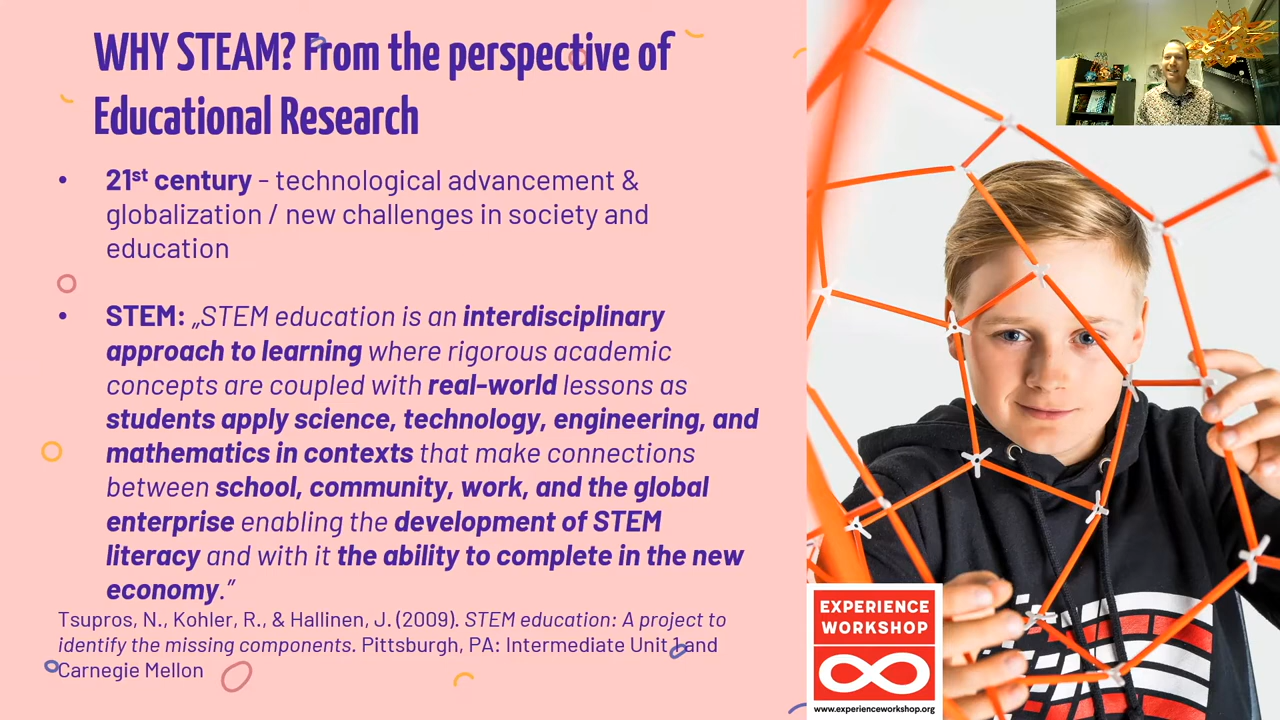 WHY STEAM? From the perspective of
Educational Research
• 21st century - technological advancement &
globalization / new challenges in society and
education
• STEM: „STEM education is an interdisciplinary
approach to learning where rigorous academic
concepts are coupled with real-world lessons as
students apply science, technology, engineering, and
mathematics in contexts that make connections
between school, community, work, and the global
enterprise enabling the development of STEM
literacy and with it the ability to complete in the new
economy.”
Tsupros, N., Kohler, R., & Hallinen, J. (2009). STEM education: A project to
identify the missing components. Pittsburgh, PA: Intermediate Unit 1 and
Carnegie Mellon
EXPERIENCE
WORKSHOP
www.experienceworkshop.org